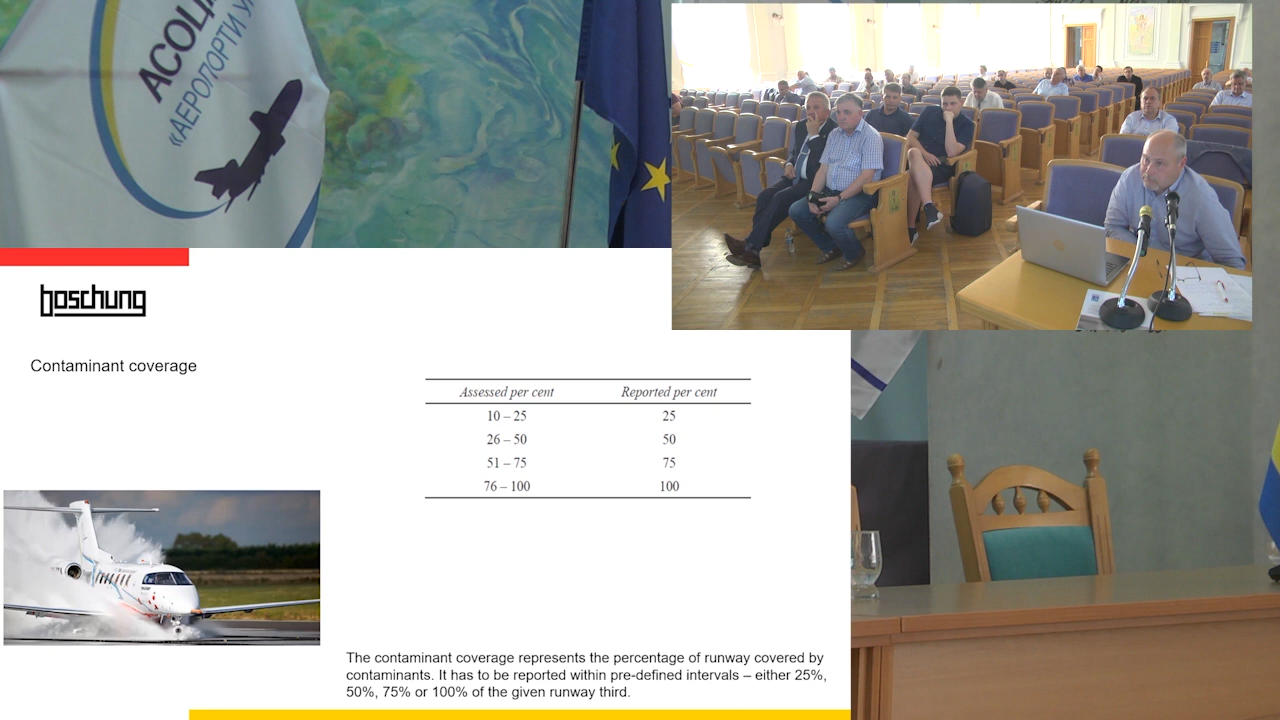 АСОЦІА
«АЕРОПОРТИ УК
boschung
Contaminant coverage
Assessed per cent Reported per cent
10 – 25 25
26 – 50 50
51 – 75 75
76 – 100 100
The contaminant coverage represents the percentage of runway covered by
contaminants. It has to be reported within pre-defined intervals – either 25%,
50%, 75% or 100% of the given runway third.